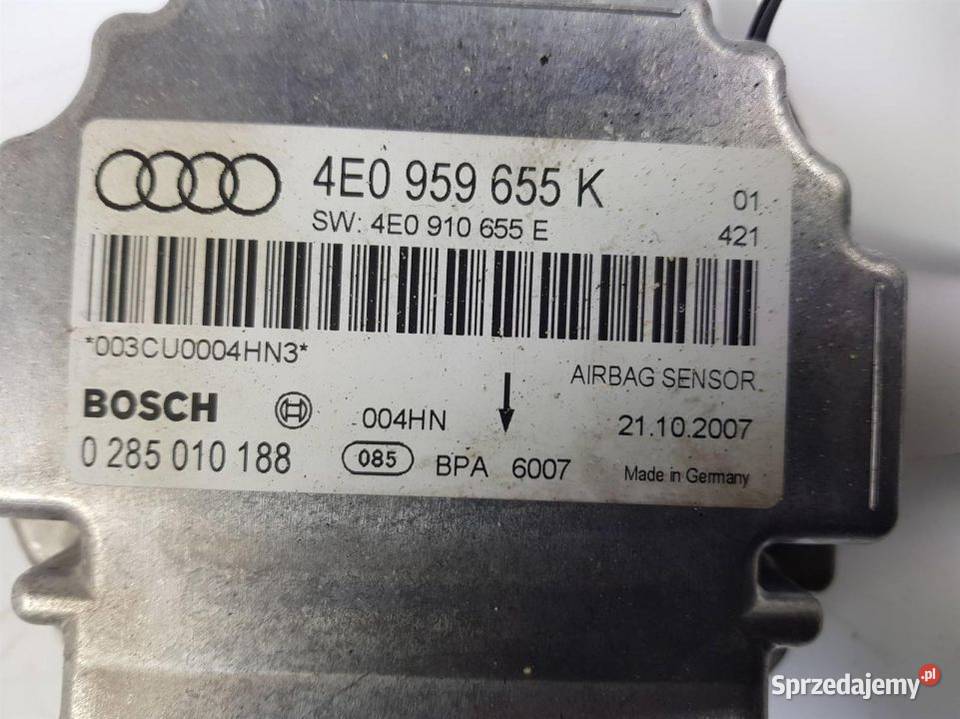 4E0 959 655 K
01
SW: 4E0 910 655 E
421
*003CU0004HN3*
AIRBAG SENSOR
BOSCH
004HN
21.10.2007
0 285 010 188
085
BPA 6007
Made in Germany
Sprzedajemy.pl